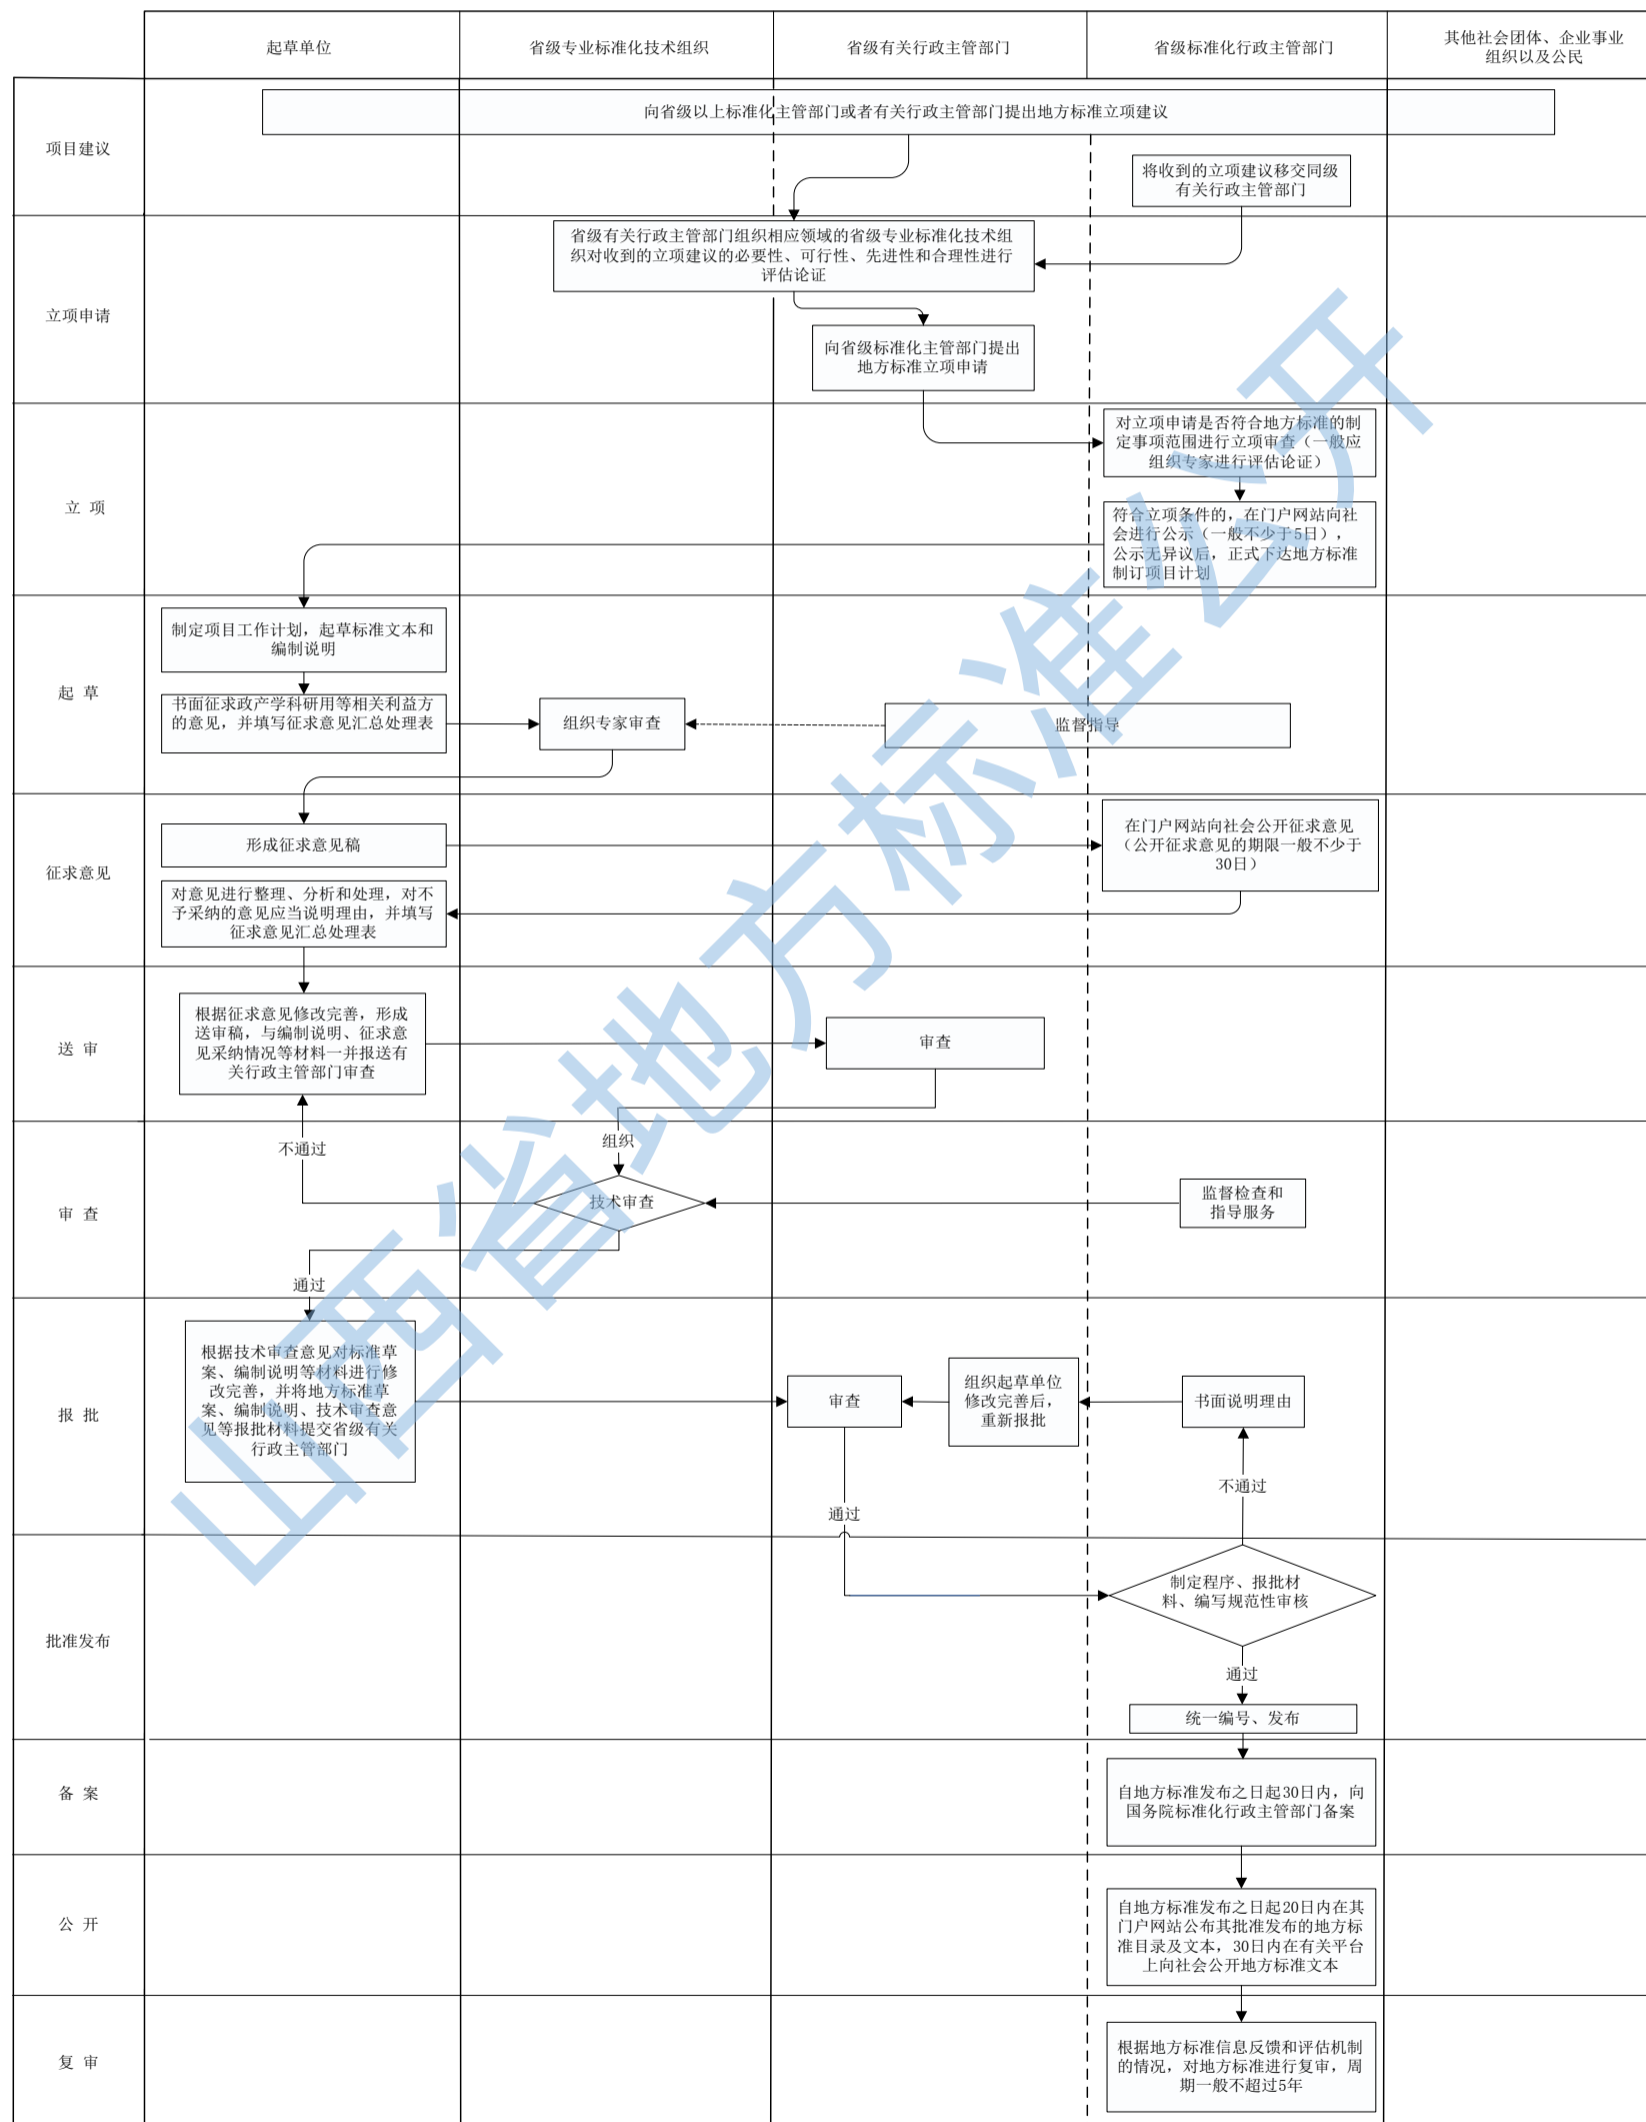 起草单位
省级专业标准化技术组织
省级有关行政主管部门
省级标准化行政主管部门
其他社会团体、企业事业
组织以及公民
项目建议
向省级以上标准化主管部门或者有关行政主管部门提出地方标准立项建议
将收到的立项建议移交同级
有关行政主管部门
立项申请
省级有关行政主管部门组织相应领域的省级专业标准化技术组
织对收到的立项建议的必要性、可行性、先进性和合理性进行
评估论证
向省级标准化主管部门提出
地方标准立项申请
立 项
对立项申请是否符合地方标准的制
定事项范围进行立项审查（一般应
组织专家进行评估论证）
符合立项条件的，在门户网站向社
会进行公示（一般不少于5日），
公示无异议后，正式下达地方标准
制订项目计划
起 草
制定项目工作计划，起草标准文本和
编制说明
书面征求政产学科研用等相关利益方
的意见，并填写征求意见汇总处理表
组织专家审查
监督指导
征求意见
形成征求意见稿
在门户网站向社会公开征求意见
（公开征求意见的期限一般不少于
30日）
对意见进行整理、分析和处理，对不
予采纳的意见应当说明理由，并填写
征求意见汇总处理表
送 审
根据征求意见修改完善，形成
送审稿，与编制说明、征求意
见采纳情况等材料一并报送有
关行政主管部门审查
审查
审 查
不通过
组织
技术审查
监督检查和
指导服务
通过
报 批
根据技术审查意见对标准草
案、编制说明等材料进行修
改完善，并将地方标准草
案、编制说明、技术审查意
见等报批材料提交省级有关
行政主管部门
审查
组织起草单位
修改完善后，
重新报批
书面说明理由
通过
不通过
批准发布
制定程序、报批材
料、编写规范性审核
通过
统一编号、发布
备 案
自地方标准发布之日起30日内，向
国务院标准化行政主管部门备案
公 开
自地方标准发布之日起20日内在其
门户网站公布其批准发布的地方标
准目录及文本，30日内在有关平台
上向社会公开地方标准文本
复 审
根据地方标准信息反馈和评估机制
的情况，对地方标准进行复审，周
期一般不超过5年
山西省地方标准公开